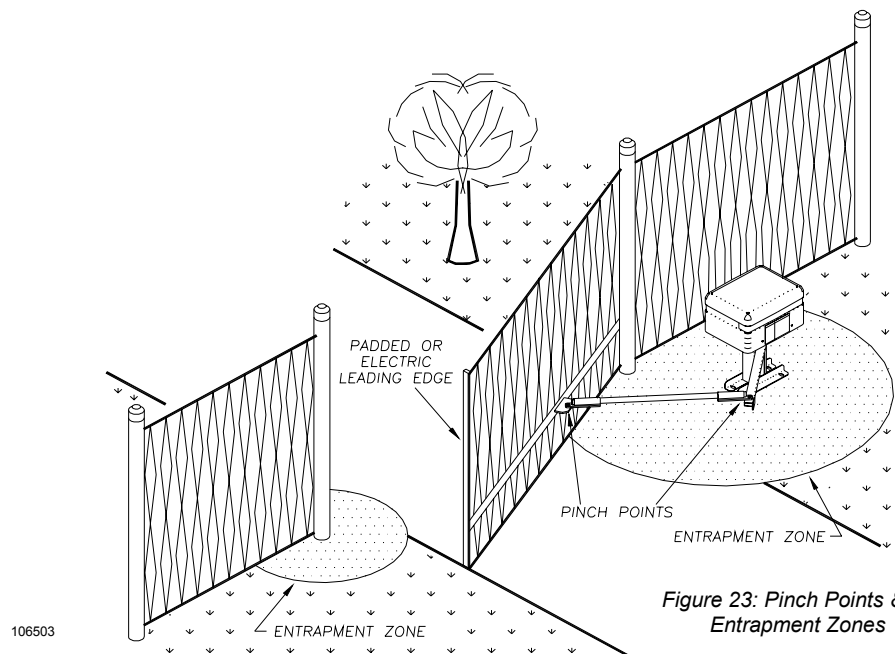 PADDED OR
ELECTRIC
LEADING EDGE
PINCH POINTS
ENTRAPMENT ZONE
ENTRAPMENT ZONE
Figure 23: Pinch Points
Entrapment Zones
106503